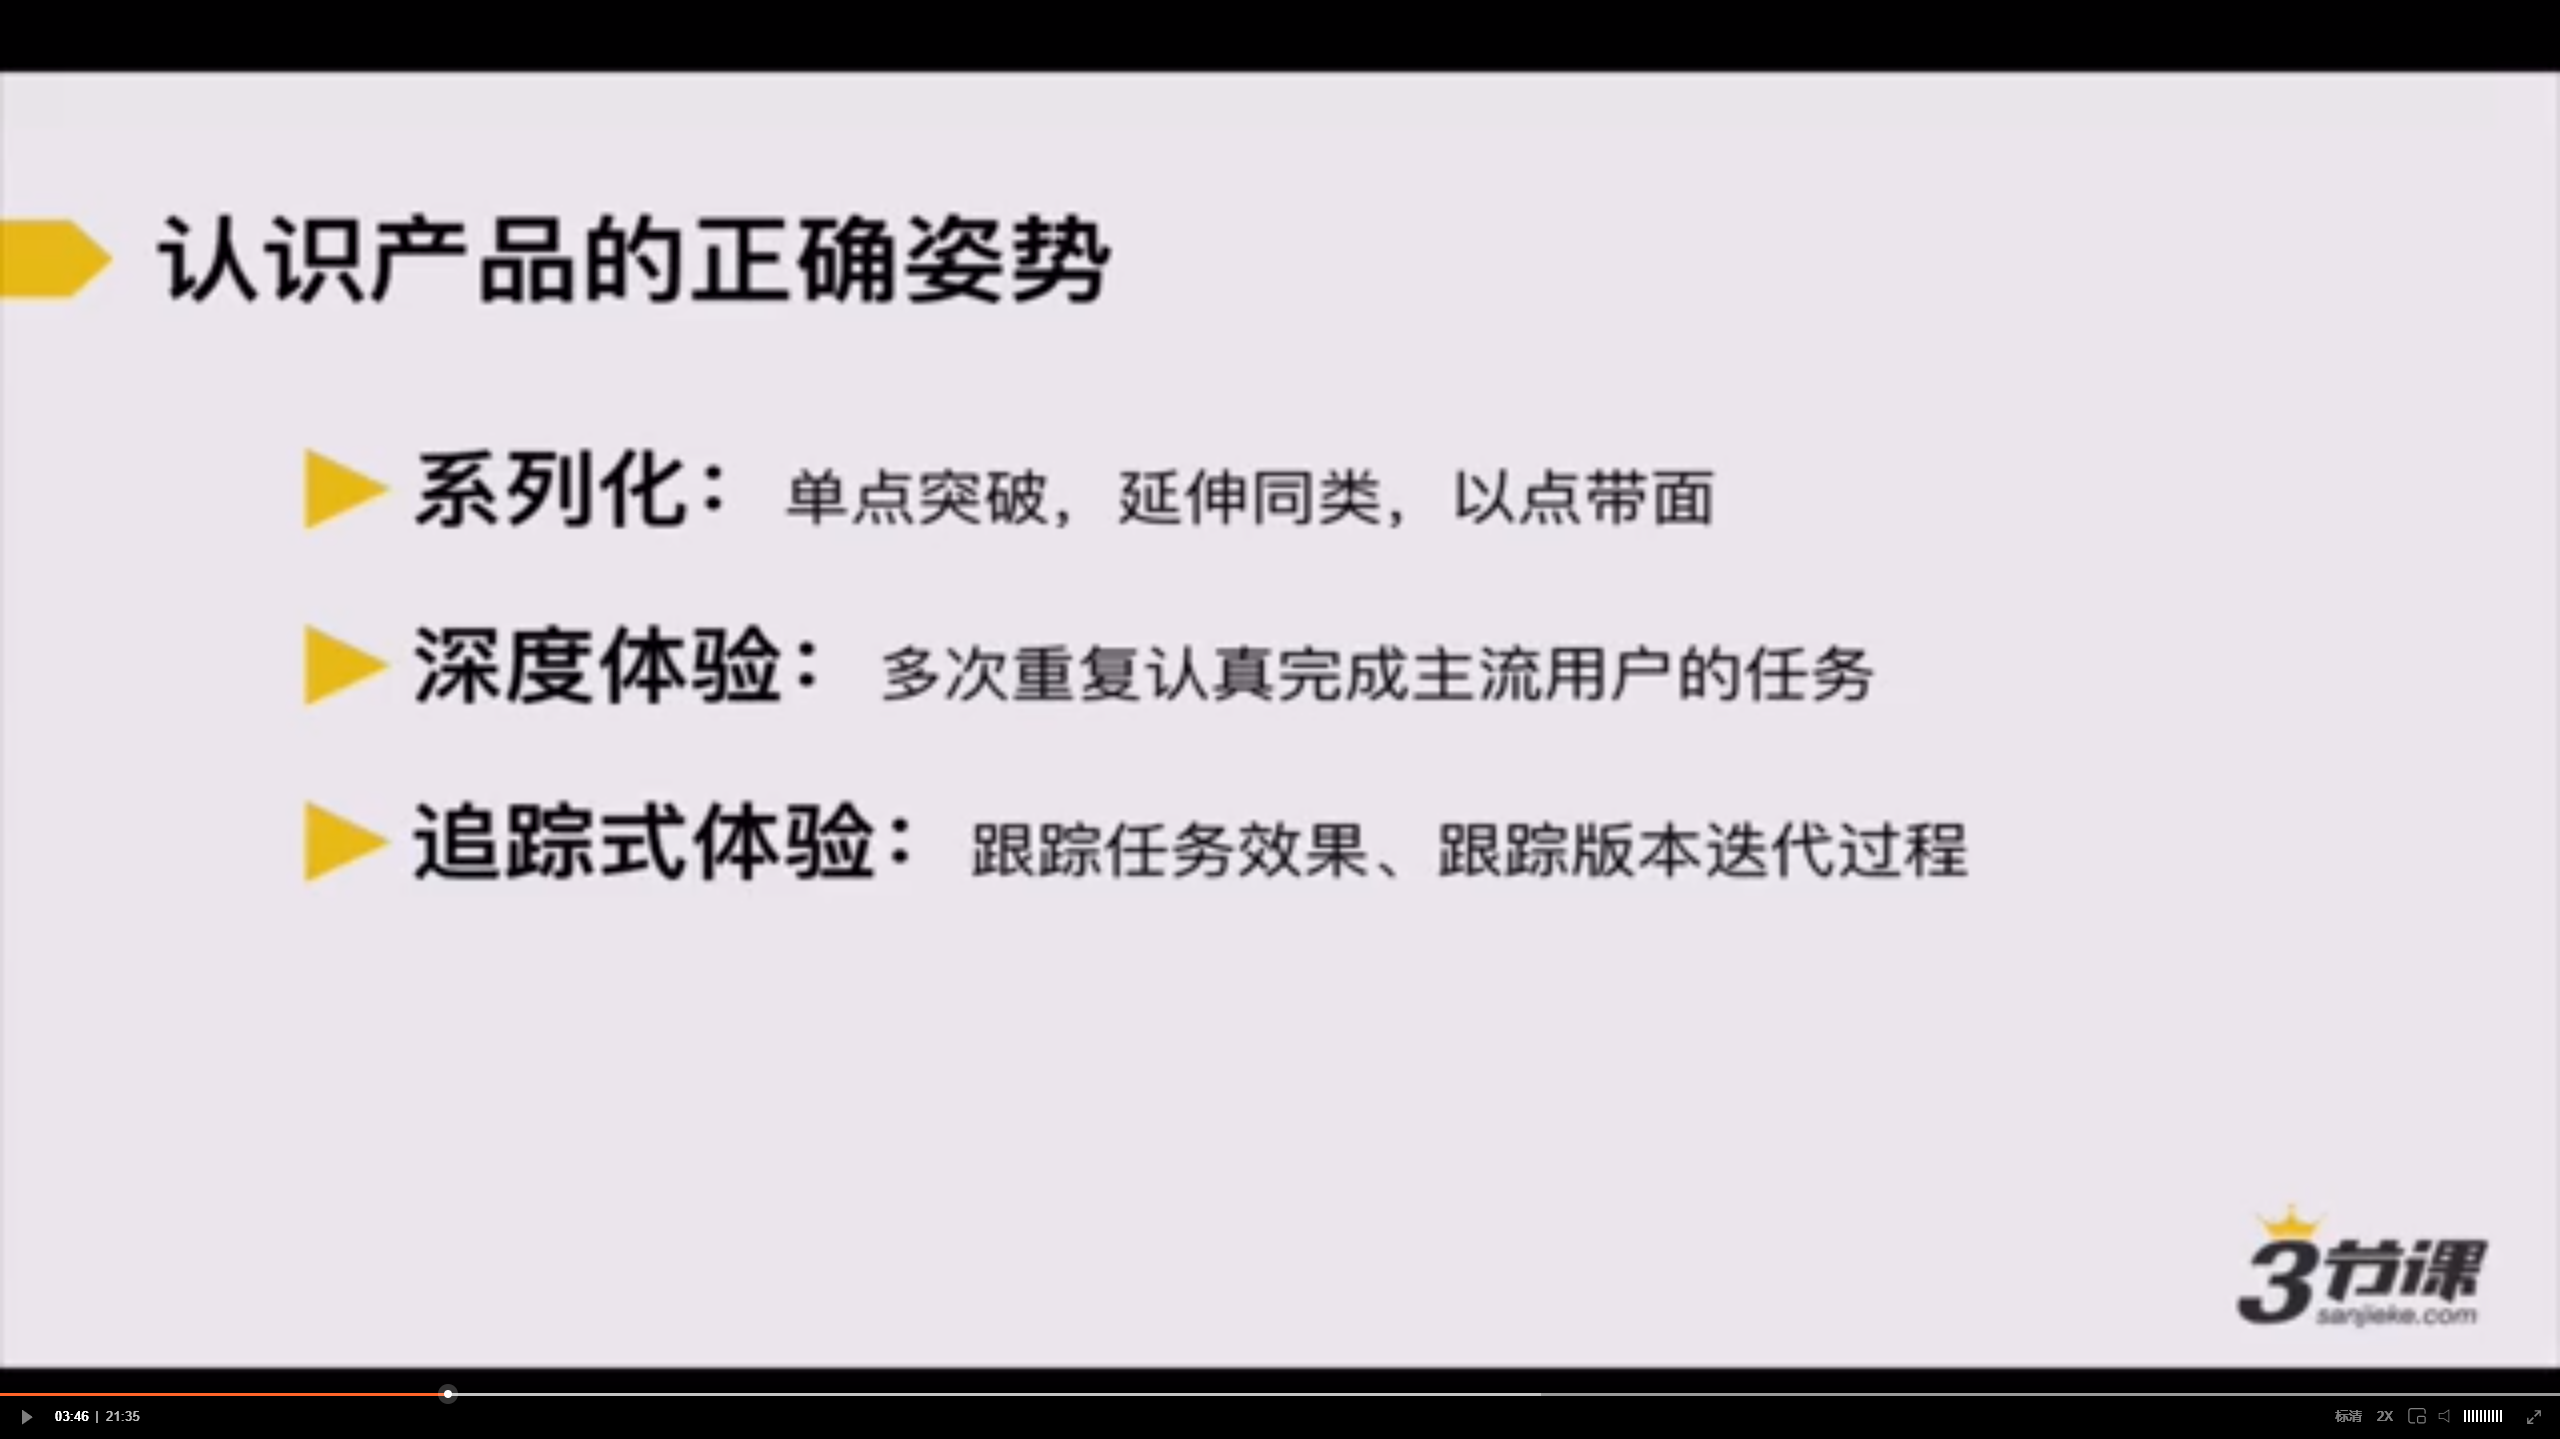 认识产品的正确姿势
系列化：单点突破，延伸同类，以点带面
深度体验：多次重复认真完成主流用户的任务
追踪式体验：跟踪任务效果、跟踪版本迭代过程
3节课
sanjieke.com
03:46 | 21:35
标清 2X